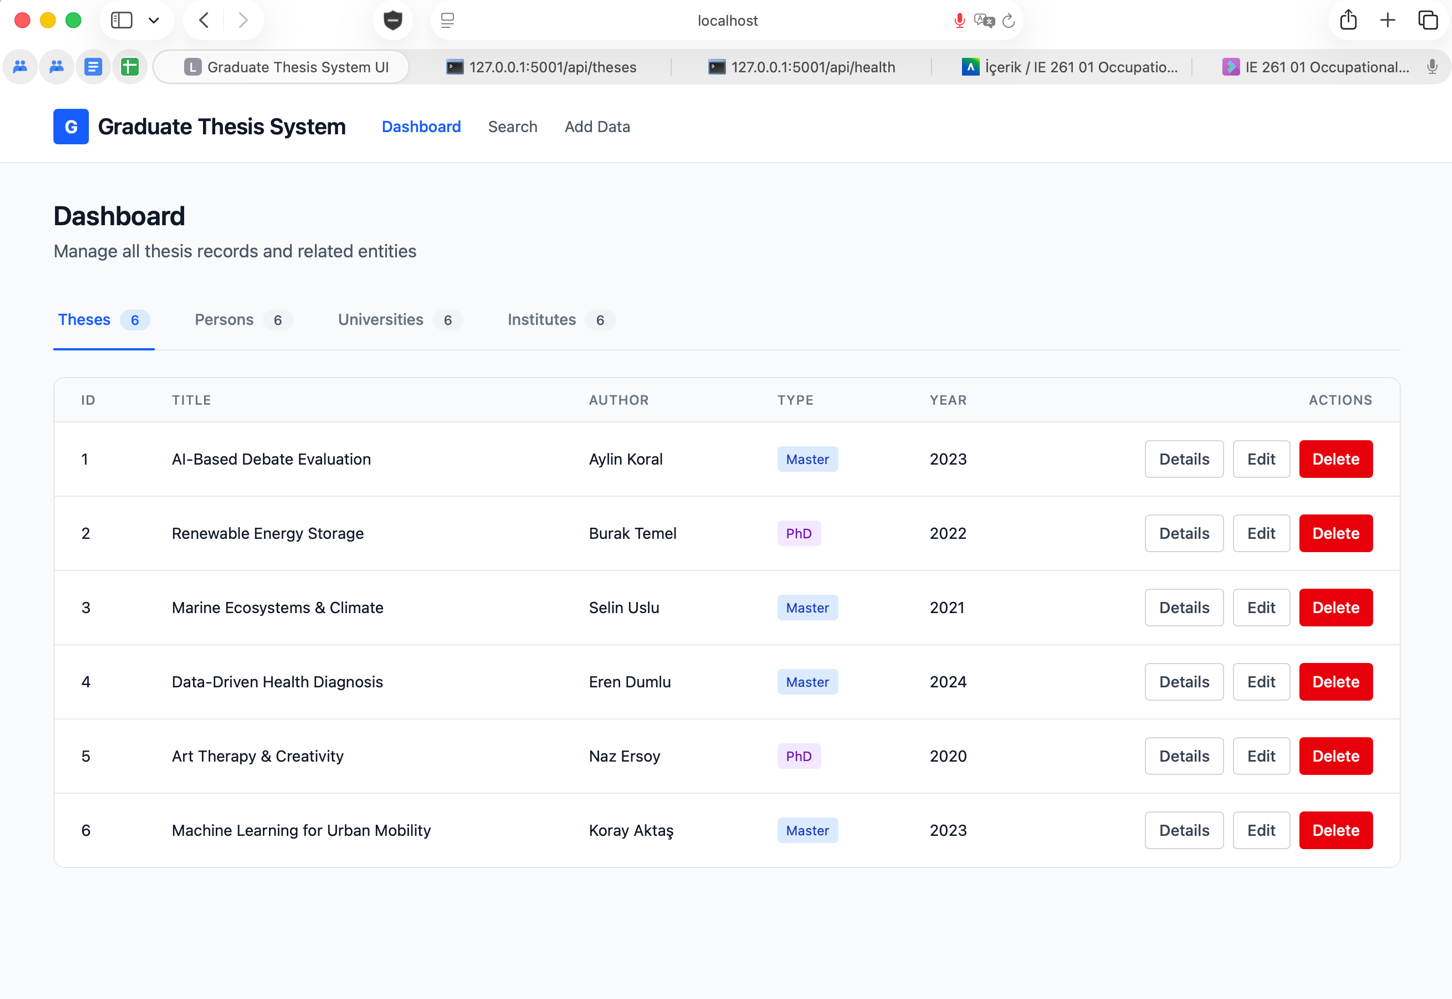 localhost
L Graduate Thesis System UI
127.0.0.1:5001/api/theses
127.0.0.1:5001/api/health
İçerik / IE 261 01 Occupatio...
IE 261 01 Occupational...
G Graduate Thesis System Dashboard Search Add Data
Dashboard
Manage all thesis records and related entities
Theses 6 Persons 6 Universities 6 Institutes 6
ID TITLE AUTHOR TYPE YEAR ACTIONS
1 AI-Based Debate Evaluation Aylin Koral Master 2023 Details Edit Delete
2 Renewable Energy Storage Burak Temel PhD 2022 Details Edit Delete
3 Marine Ecosystems & Climate Selin Uslu Master 2021 Details Edit Delete
4 Data-Driven Health Diagnosis Eren Dumlu Master 2024 Details Edit Delete
5 Art Therapy & Creativity Naz Ersoy PhD 2020 Details Edit Delete
6 Machine Learning for Urban Mobility Koray Aktaş Master 2023 Details Edit Delete